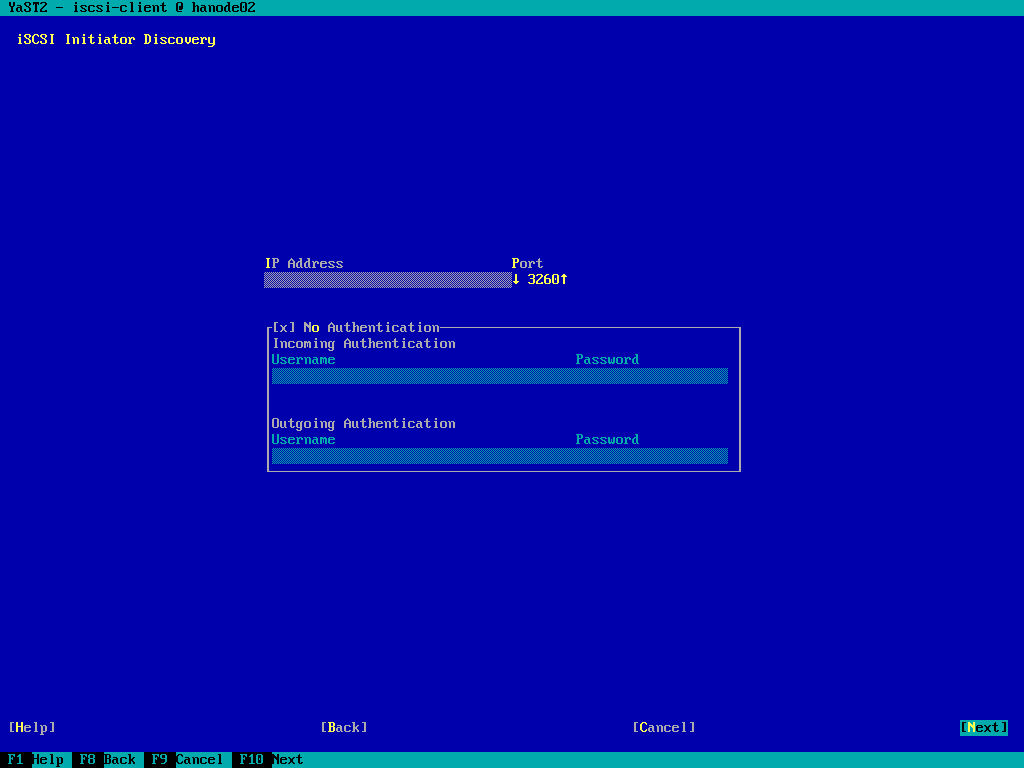 YaST2 - iscsi-client @ hanode02
iSCSI Initiator Discovery
IP Address Port
↓ 3260↑
[x] No Authentication
Incoming Authentication
Username Password
Outgoing Authentication
Username Password
[Help] [Back] [Cancel] [Next]
F1 Help F8 Back F9 Cancel F10 Next